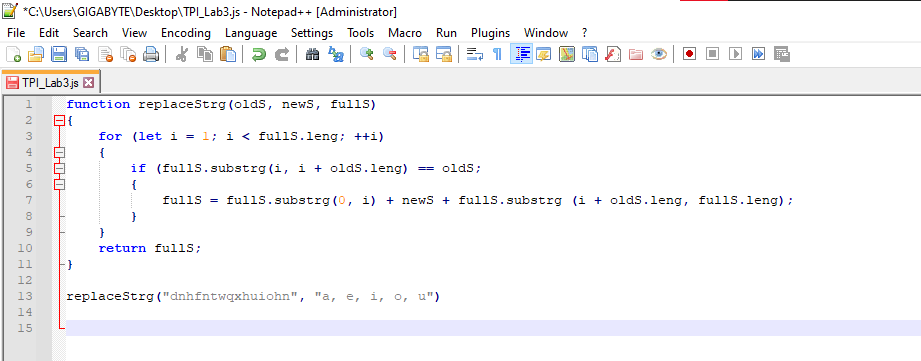 *C:\Users\GIGABYTE\Desktop\TPI_Lab3.js - Notepad++ [Administrator]
File Edit Search View Encoding Language Settings Tools Macro Run Plugins Window ?
TPI_Lab3.js
1 function replaceStrg(oldS, newS, fullS)
2 {
3 for (let i = 1; i < fullS.leng; ++i)
4 {
5 if (fullS.substrg(i, i + oldS.leng) == oldS;
6 {
7 fullS = fullS.substrg(0, i) + newS + fullS.substrg (i + oldS.leng, fullS.leng);
8 }
9 }
10 return fullS;
11 }
12
13 replaceStrg("dnhfntwqxhuiohn", "a, e, i, o, u")
14
15